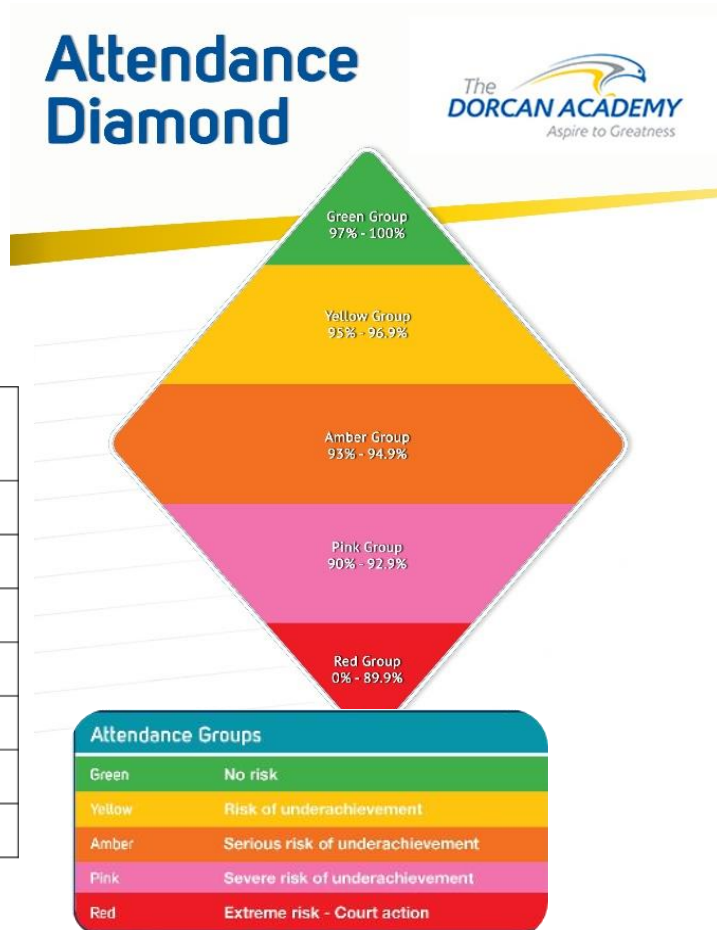 Attendance
Diamond
The
DORCAN ACADEMY
Aspire to Greatness
Green Group
97% - 100%
Yellow Group
95% - 96.9%
Amber Group
93% - 94.9%
Pink Group
90% - 92.9%
Red Group
0% - 89.9%
Attendance Groups
Green No risk
Yellow Risk of underachievement
Amber Serious risk of underachievement
Pink Severe risk of underachievement
Red Extreme risk - Court action